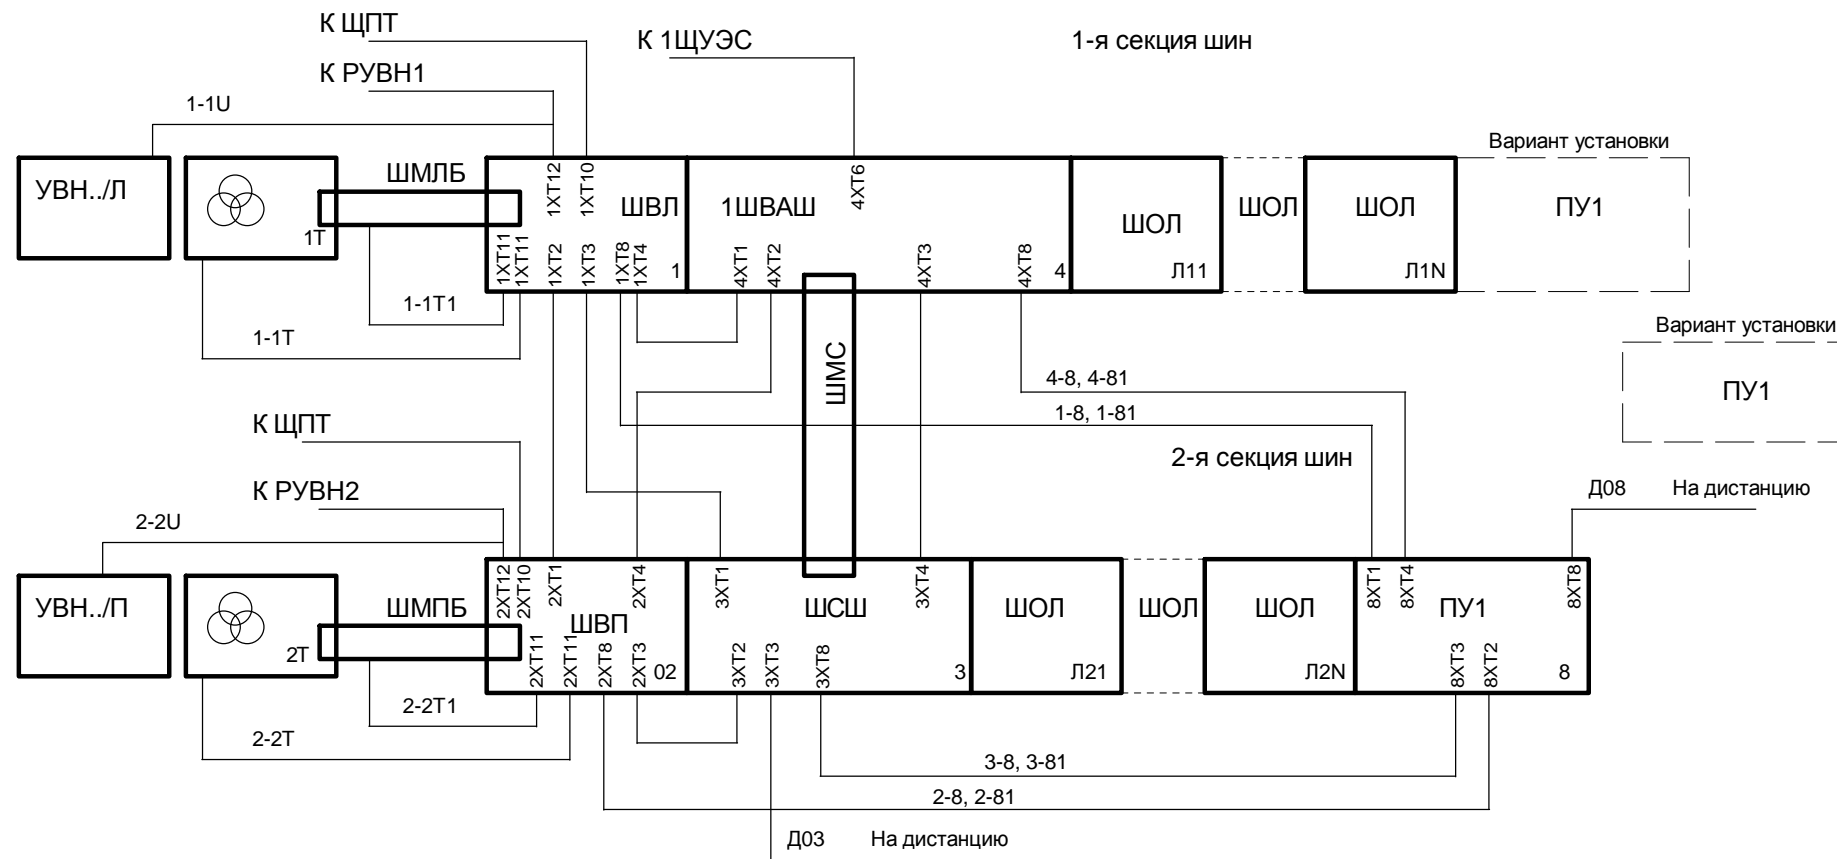 К ЩПТ
К 1ЩУЭС
1-я секция шин
К РУВН1
1-1U
Вариант установки
УВН../Л
1Т
ШМЛБ
1ХТ12
1ХТ10
ШВЛ
1ХТ11
1ХТ11
1ХТ2
1ХТ3
1ХТ8
1ХТ4
1
1ШВАШ
4ХТ6
4ХТ1
4ХТ2
4ХТ3
4ХТ8
4
ШОЛ
Л11
ШОЛ
ШОЛ
Л1N
ПУ1
1-1Т1
1-1Т
ШМС
Вариант установки
ПУ1
4-8, 4-81
1-8, 1-81
К ЩПТ
2-я секция шин
К РУВН2
2-2U
Д08
На дистанцию
УВН../П
2Т
ШМПБ
2ХТ12
2ХТ10
2ХТ1
2ХТ4
ШВП
2ХТ11
2ХТ11
2ХТ8
2ХТ3
02
3ХТ1
ШСШ
3ХТ4
3ХТ2
3ХТ3
3ХТ8
3
ШОЛ
Л21
ШОЛ
ШОЛ
Л2N
8ХТ1
8ХТ4
ПУ1
8ХТ8
8ХТ3
8ХТ2
8
2-2Т1
2-2Т
3-8, 3-81
2-8, 2-81
Д03
На дистанцию